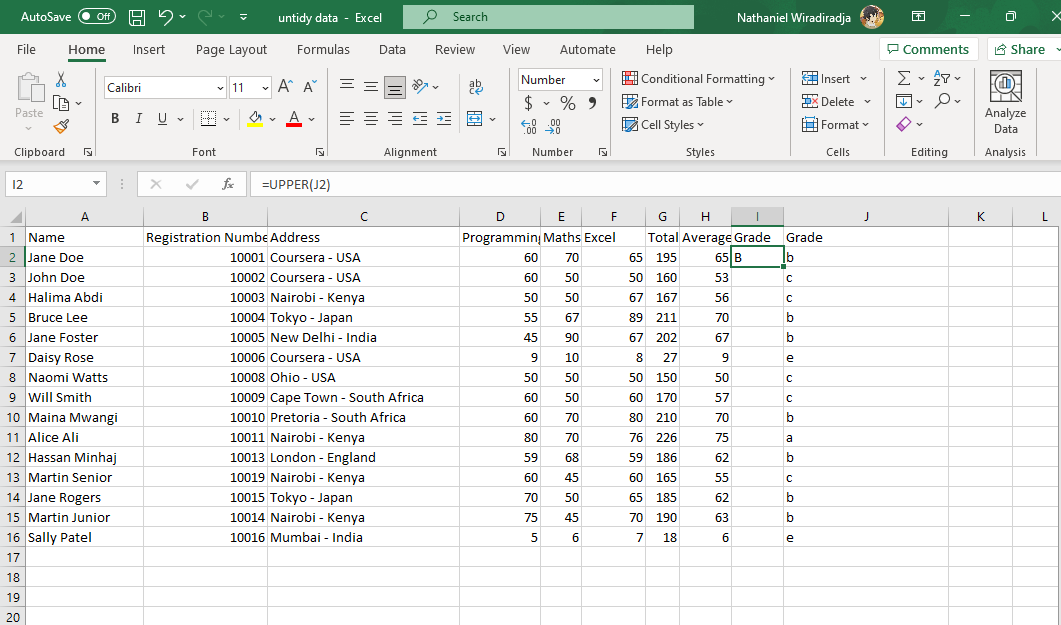 AutoSave Off untidy data - Excel Search Nathaniel Wiradiradja
File Home Insert Page Layout Formulas Data Review View Automate Help Comments Share
Paste
Calibri 11
B I U A
ab
Number
$ % 9
Conditional Formatting
Format as Table
Cell Styles
Insert
Delete
Format
Analyze
Data
Clipboard Font Alignment Number Styles Cells Editing Analysis
I2 fx =UPPER(J2)
A B C D E F G H I J K L
1 Name Registration Numbe Address Programming Maths Excel Total Average Grade Grade
2 Jane Doe 10001 Coursera - USA 60 70 65 195 65 B b
3 John Doe 10002 Coursera - USA 60 50 50 160 53 c
4 Halima Abdi 10003 Nairobi - Kenya 50 50 67 167 56 c
5 Bruce Lee 10004 Tokyo - Japan 55 67 89 211 70 b
6 Jane Foster 10005 New Delhi - India 45 90 67 202 67 b
7 Daisy Rose 10006 Coursera - USA 9 10 8 27 9 e
8 Naomi Watts 10008 Ohio - USA 50 50 50 150 50 c
9 Will Smith 10009 Cape Town - South Africa 60 50 60 170 57 c
10 Maina Mwangi 10010 Pretoria - South Africa 60 70 80 210 70 b
11 Alice Ali 10011 Nairobi - Kenya 80 70 76 226 75 a
12 Hassan Minhaj 10013 London - England 59 68 59 186 62 b
13 Martin Senior 10019 Nairobi - Kenya 60 45 60 165 55 c
14 Jane Rogers 10015 Tokyo - Japan 70 50 65 185 62 b
15 Martin Junior 10014 Nairobi - Kenya 75 45 70 190 63 b
16 Sally Patel 10016 Mumbai - India 5 6 7 18 6 e
17
18
19
20